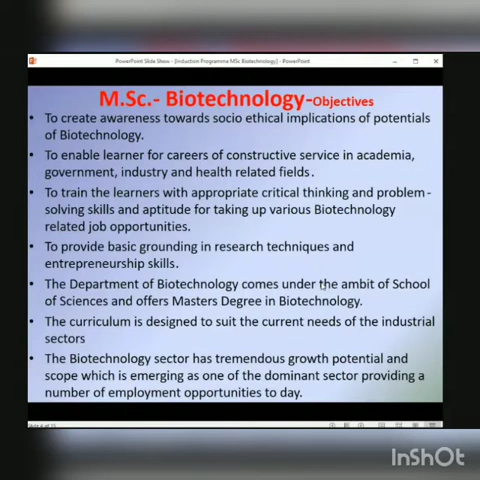 PowerPoint Slide Show - [Induction Programma MSc Biotechnology] - PowerPoint
M.Sc.- Biotechnology-Objectives
• To create awareness towards socio ethical implications of potentials
of Biotechnology.
• To enable learner for careers of constructive service in academia,
government, industry and health related fields.
• To train the learners with appropriate critical thinking and problem-
solving skills and aptitude for taking up various Biotechnology
related job opportunities.
• To provide basic grounding in research techniques and
entrepreneurship skills.
• The Department of Biotechnology comes under the ambit of School
of Sciences and offers Masters Degree in Biotechnology.
• The curriculum is designed to suit the current needs of the industrial
sectors
• The Biotechnology sector has tremendous growth potential and
scope which is emerging as one of the dominant sector providing a
number of employment opportunities to day.
InShOt